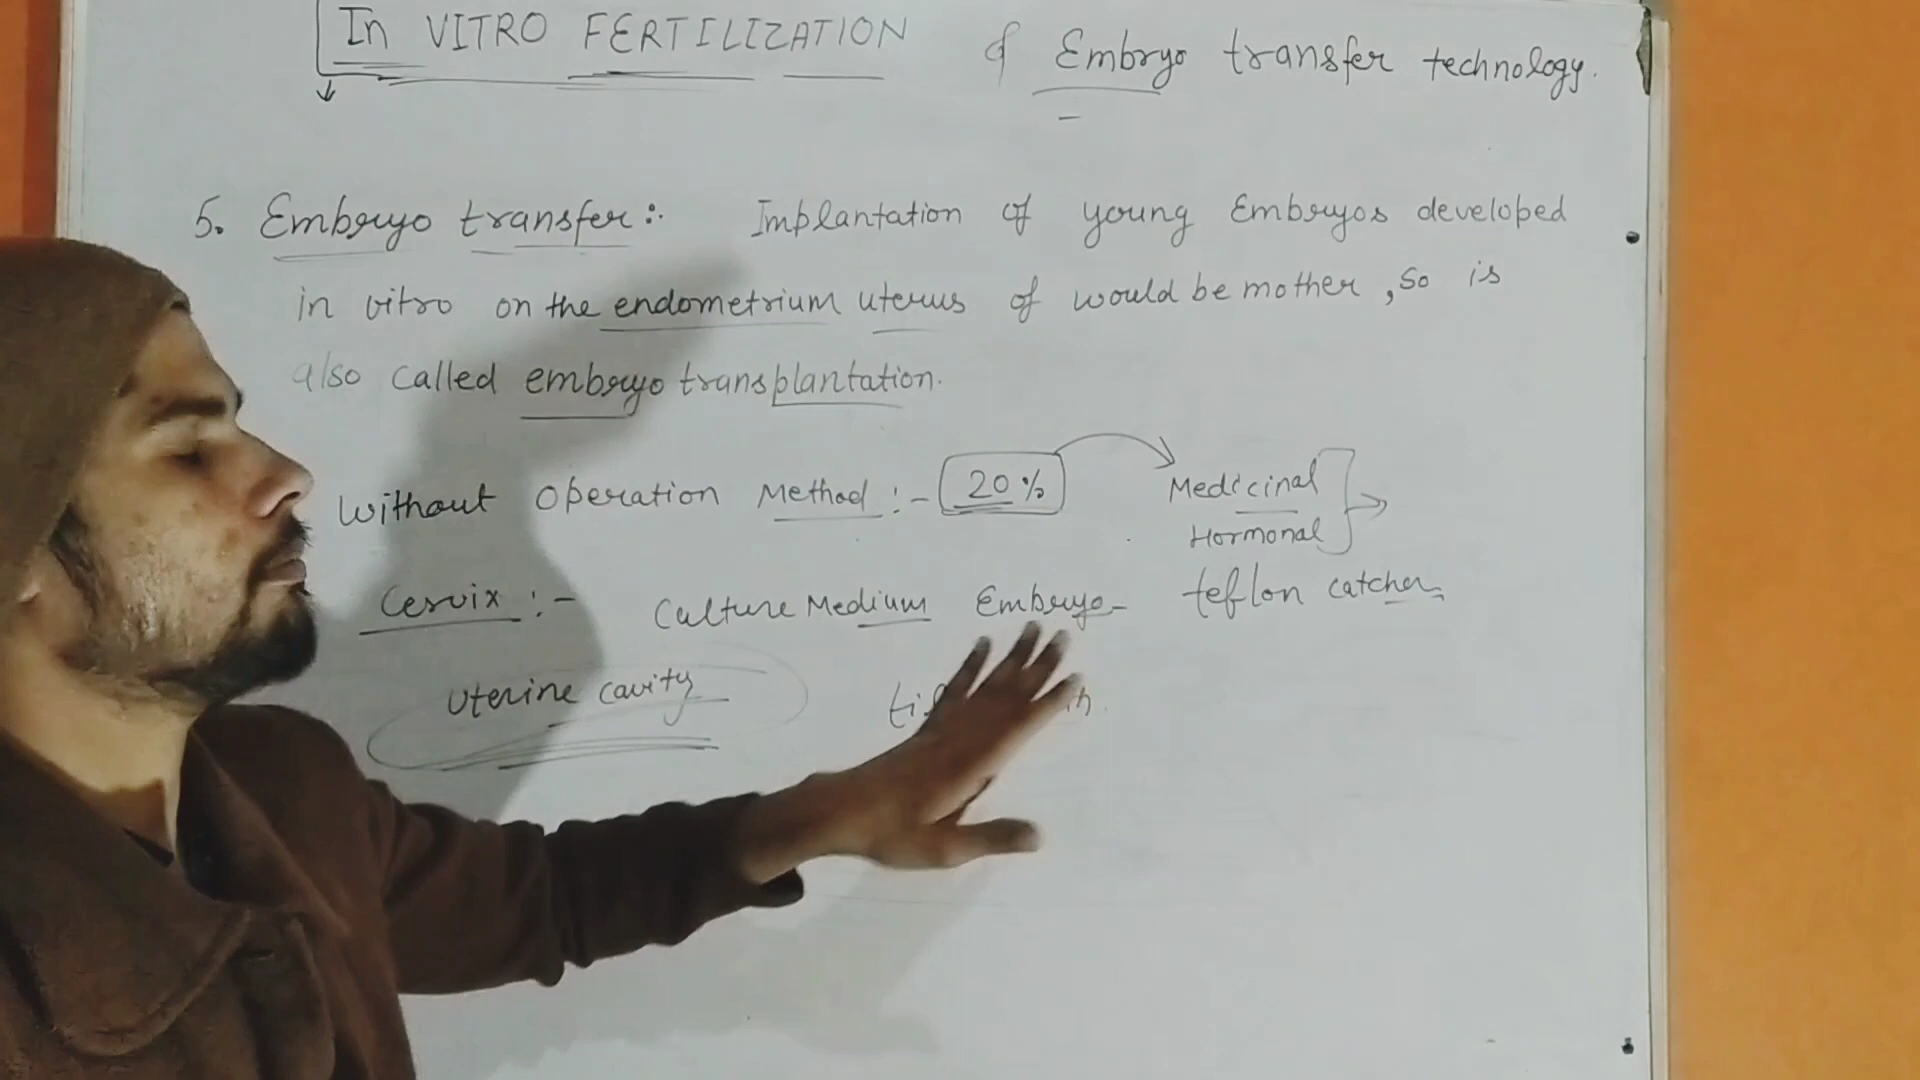 In VITRO FERTILIZATION & Embryo transfer technology.
5. Embryo transfer :- Implantation of young Embryos developed
in vitro on the endometrium uterus of would be mother, so is
also called embryo transplantation.
Without Operation Method :- 20% Medicinal
Hormonal
Cervix :- Culture Medium Embryo - teflon catcher
Uterine cavity